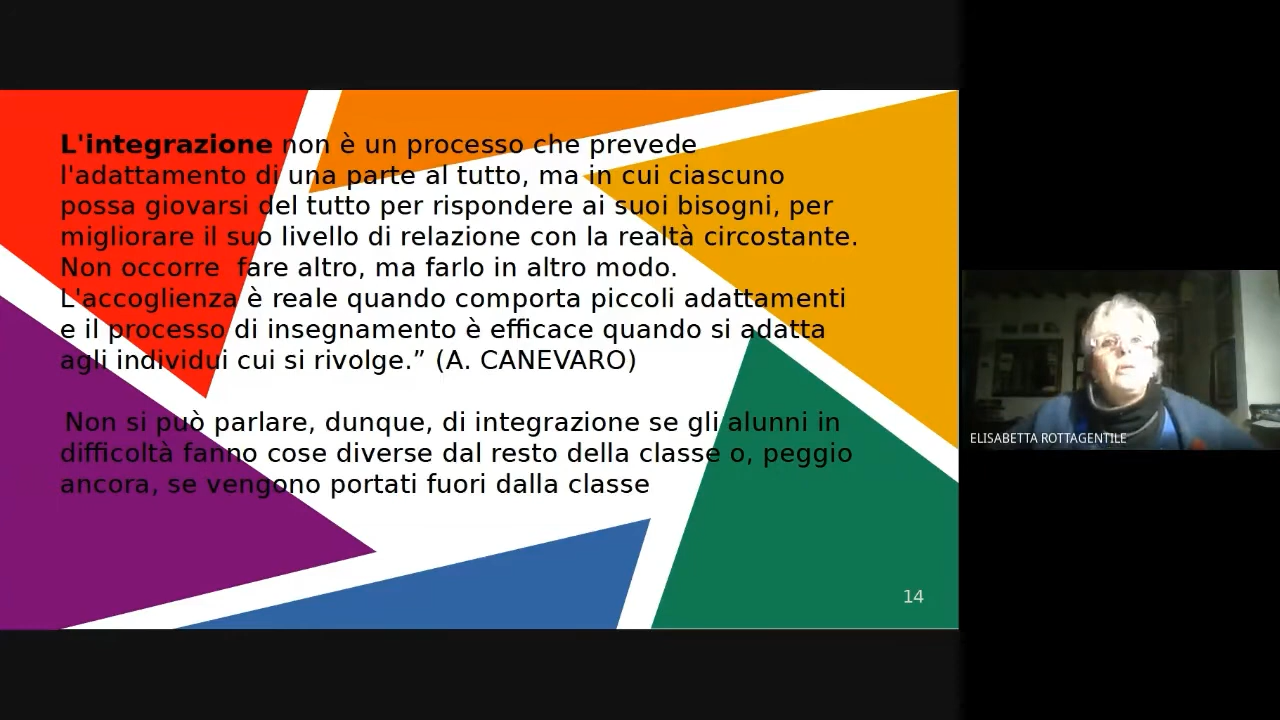 L'integrazione non è un processo che prevede
l'adattamento di una parte al tutto, ma in cui ciascuno
possa giovarsi del tutto per rispondere ai suoi bisogni, per
migliorare il suo livello di relazione con la realtà circostante.
Non occorre  fare altro, ma farlo in altro modo.
L'accoglienza è reale quando comporta piccoli adattamenti
e il processo di insegnamento è efficace quando si adatta
agli individui cui si rivolge.” (A. CANEVARO)
Non si può parlare, dunque, di integrazione se gli alunni in
difficoltà fanno cose diverse dal resto della classe o, peggio
ancora, se vengono portati fuori dalla classe
14
ELISABETTA ROTTAGENTILE